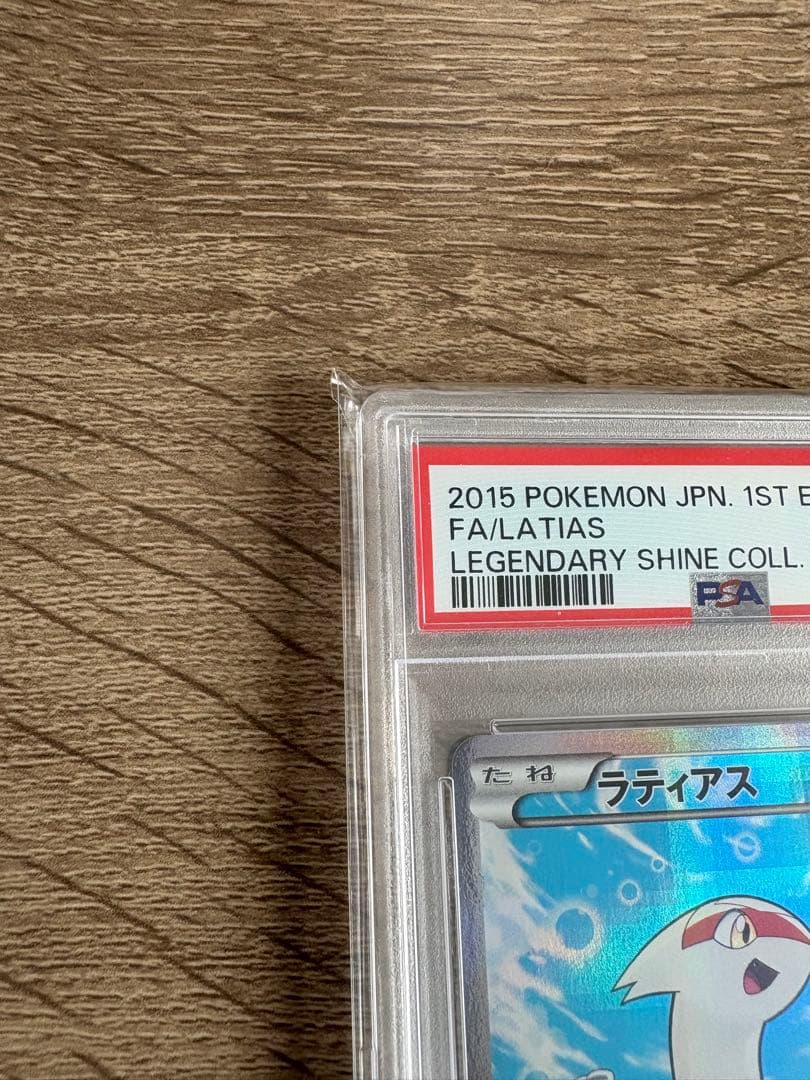 2015 POKEMON JPN. 1ST E
FA/LATIAS
LEGENDARY SHINE COLL.
PSA
たね
ラティアス